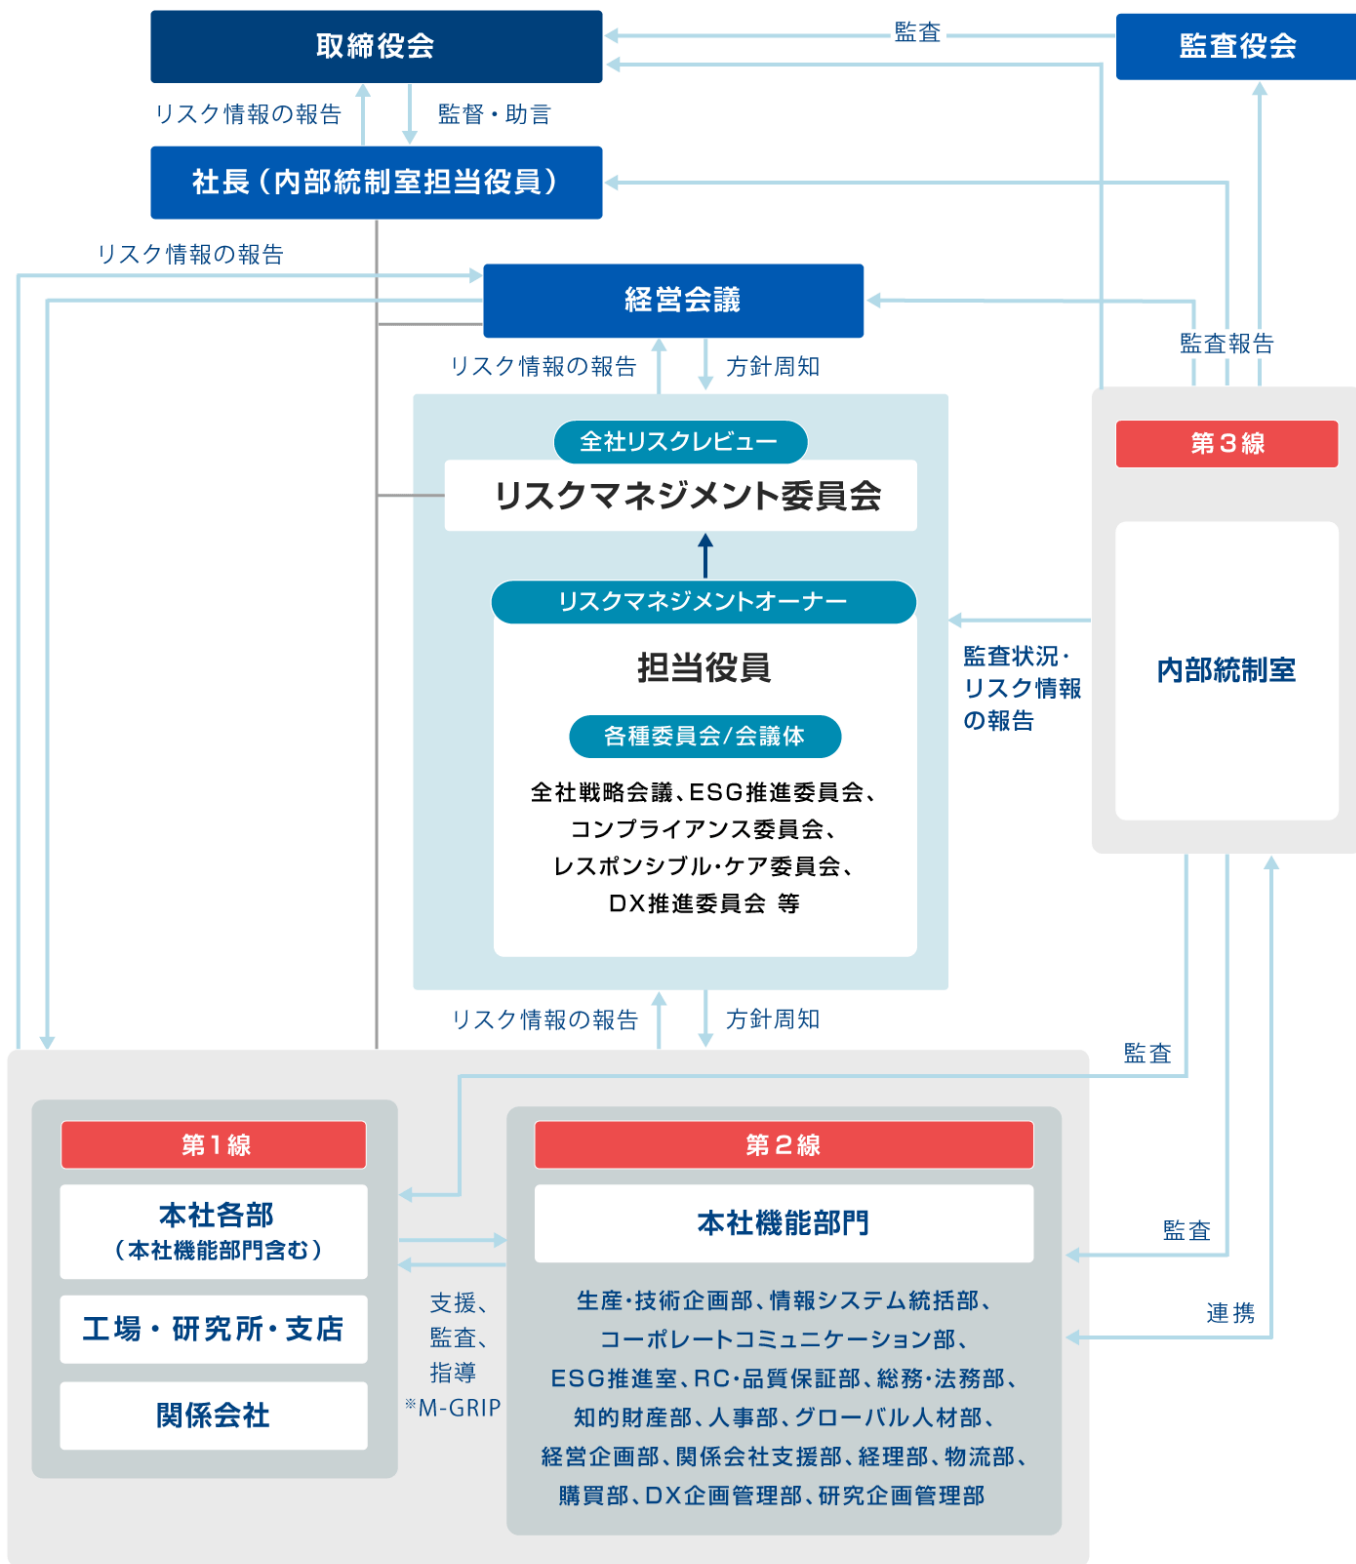 取締役会
監査
監査役会
リスク情報の報告
監督・助言
社長(内部統制室担当役員)
リスク情報の報告
経営会議
監査報告
リスク情報の報告
方針周知
全社リスクレビュー
リスクマネジメント委員会
第3線
リスクマネジメントオーナー
担当役員
監査状況・
リスク情報
の報告
内部統制室
各種委員会/会議体
全社戦略会議、ESG推進委員会、
コンプライアンス委員会、
レスポンシブル・ケア委員会、
DX推進委員会 等
リスク情報の報告
方針周知
監査
第1線
本社各部
(本社機能部門含む)
工場・研究所・支店
関係会社
支援、
監査、
指導
※M-GRIP
第2線
本社機能部門
生産・技術企画部、情報システム統括部、
コーポレートコミュニケーション部、
ESG推進室、RC・品質保証部、総務・法務部、
知的財産部、人事部、グローバル人材部、
経営企画部、関係会社支援部、経理部、物流部、
購買部、DX企画管理部、研究企画管理部
監査
連携